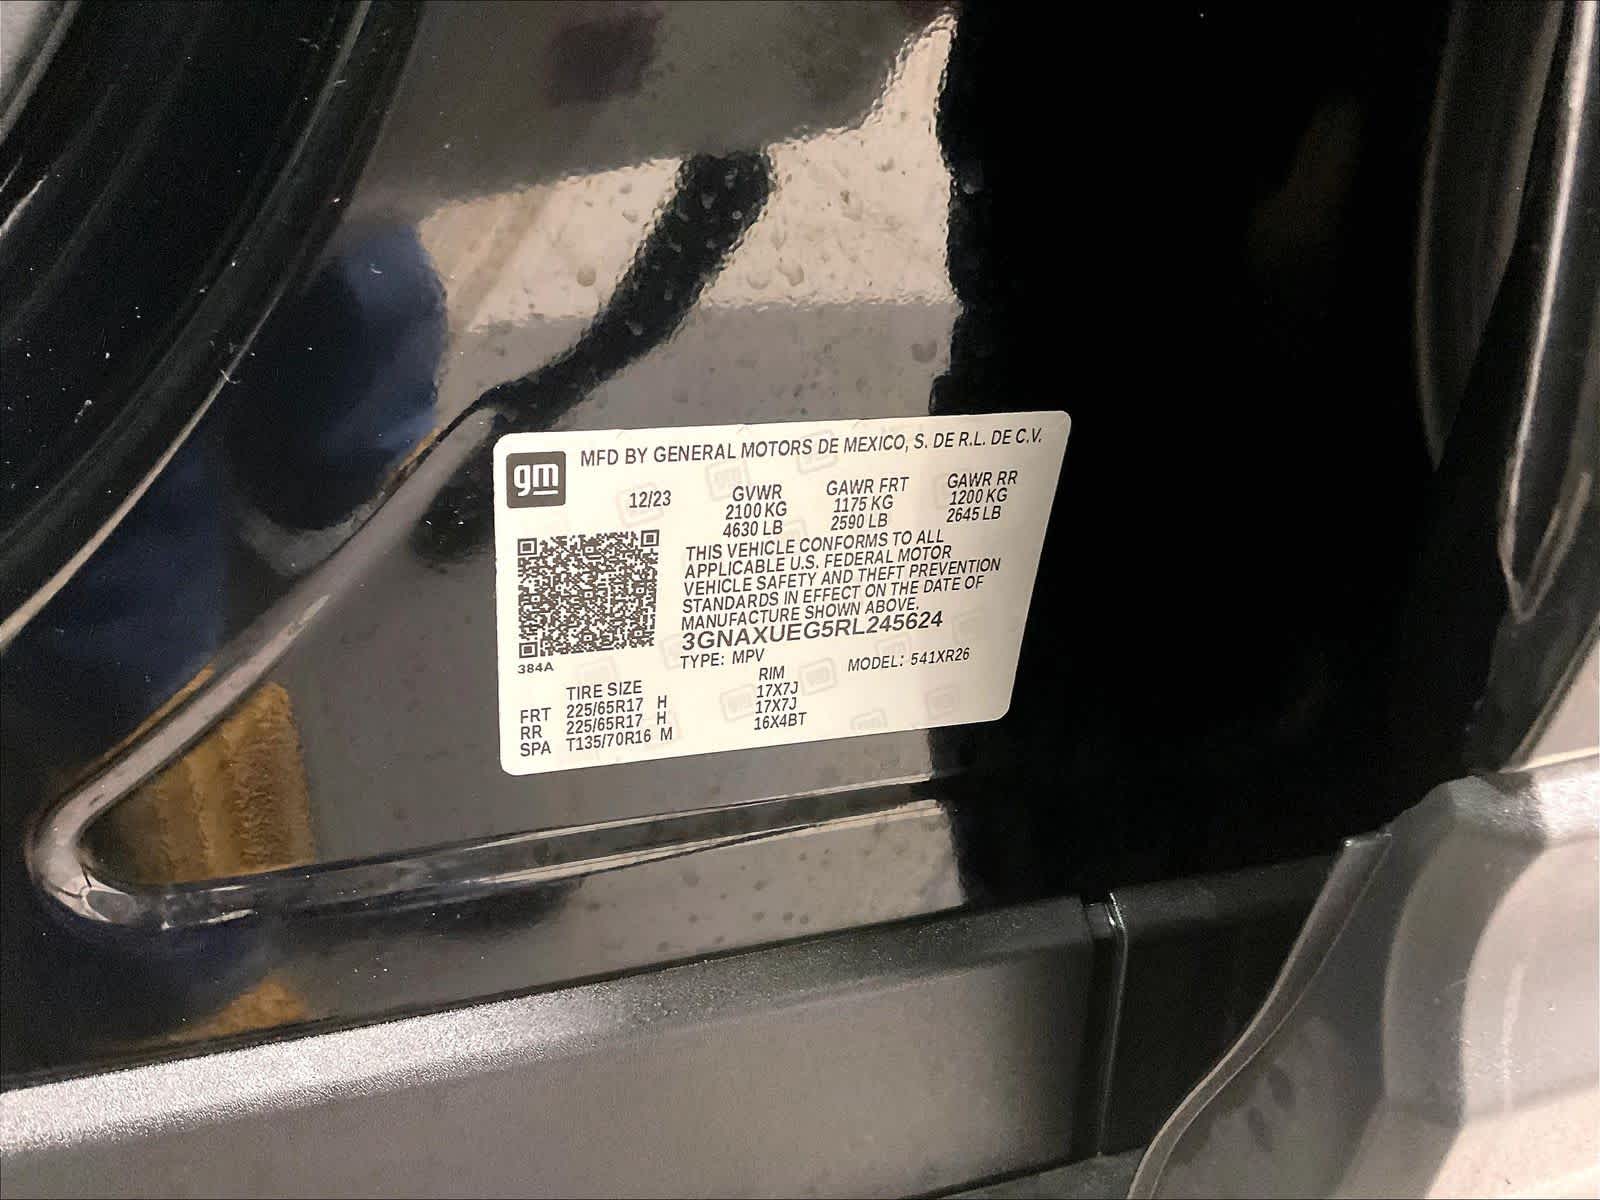 gm
MFD BY GENERAL MOTORS DE MEXICO, S. DE R.L. DE C.V.
12/23
GVWR
2100 KG
4630 LB
GAWR FRT
1175 KG
2590 LB
GAWR RR
1200 KG
2645 LB
THIS VEHICLE CONFORMS TO ALL
APPLICABLE U.S. FEDERAL MOTOR
VEHICLE SAFETY AND THEFT PREVENTION
STANDARDS IN EFFECT ON THE DATE OF
MANUFACTURE SHOWN ABOVE.
3GNAXUEG5RL245624
TYPE: MPV MODEL: 541XR26
384A
TIRE SIZE RIM
FRT 225/65R17 H 17X7J
RR 225/65R17 H 17X7J
SPA T135/70R16 M 16X4BT